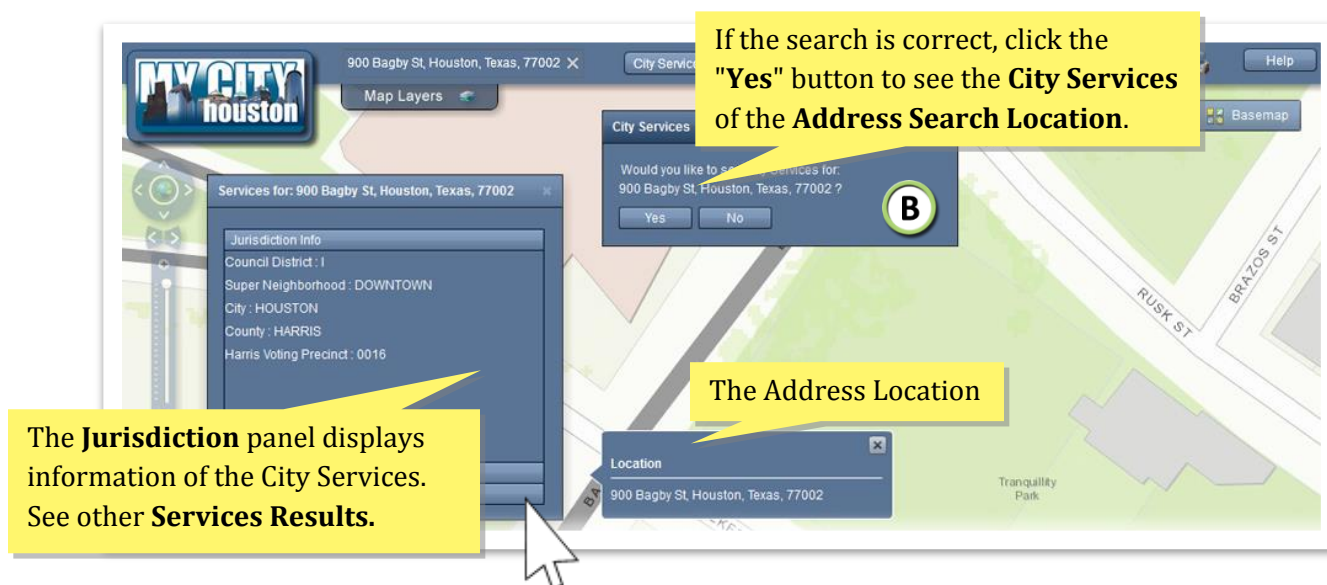 MY CITY
houston
900 Bagby St, Houston, Texas, 77002 ×
Map Layers
City Service
If the search is correct, click the
"Yes" button to see the City Services
of the Address Search Location.
Help
Basemap
City Services
Would you like to see City Services for:
900 Bagby St, Houston, Texas, 77002 ?
Yes No
B
Services for: 900 Bagby St, Houston, Texas, 77002
Jurisdiction Info
Council District : I
Super Neighborhood : DOWNTOWN
City : HOUSTON
County : HARRIS
Harris Voting Precinct : 0016
BRAZOS ST
RUSK ST
The Address Location
The Jurisdiction panel displays
information of the City Services.
See other Services Results.
Location
900 Bagby St, Houston, Texas, 77002
Tranquillity
Park
BA